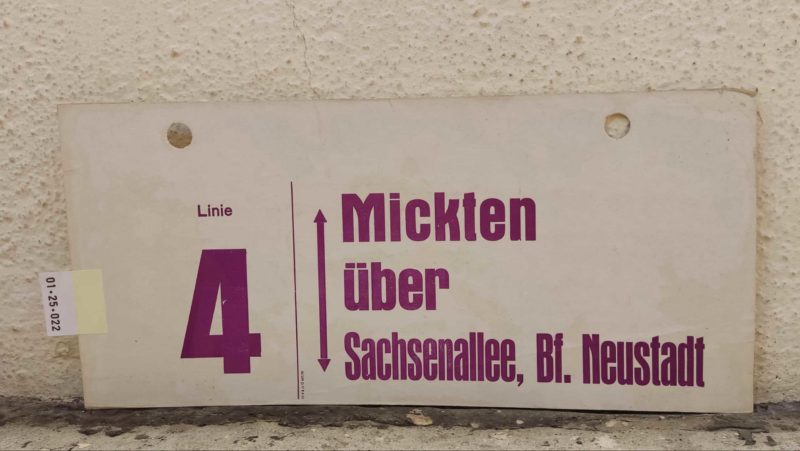 Linie
4
Mickten
über
Sachsenallee, Bf. Neustadt
01·25·022